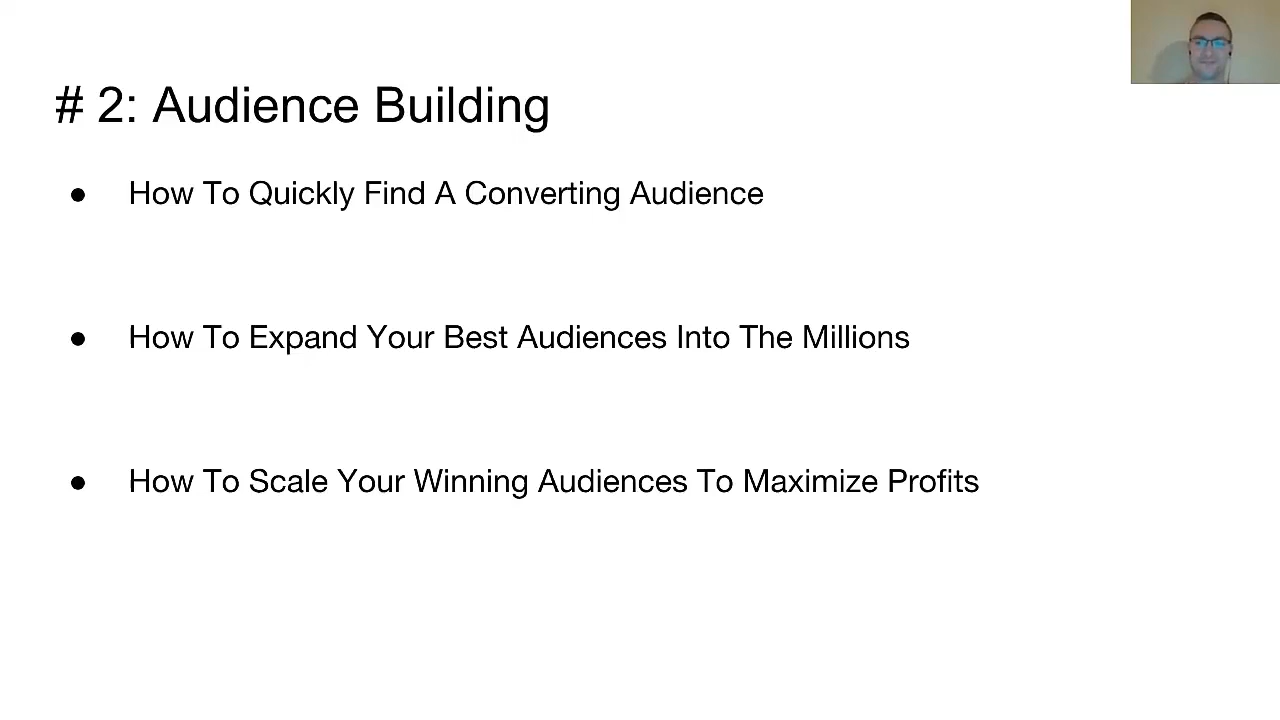 # 2: Audience Building
● How To Quickly Find A Converting Audience
● How To Expand Your Best Audiences Into The Millions
● How To Scale Your Winning Audiences To Maximize Profits